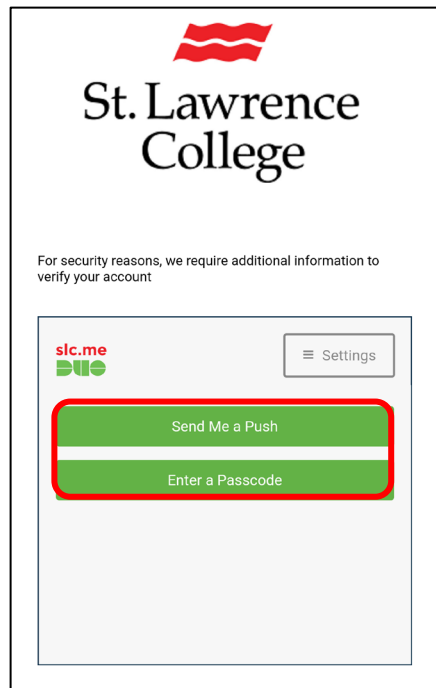 St. Lawrence
College
For security reasons, we require additional information to
verify your account
slc.me
DUO
≡ Settings
Send Me a Push
Enter a Passcode